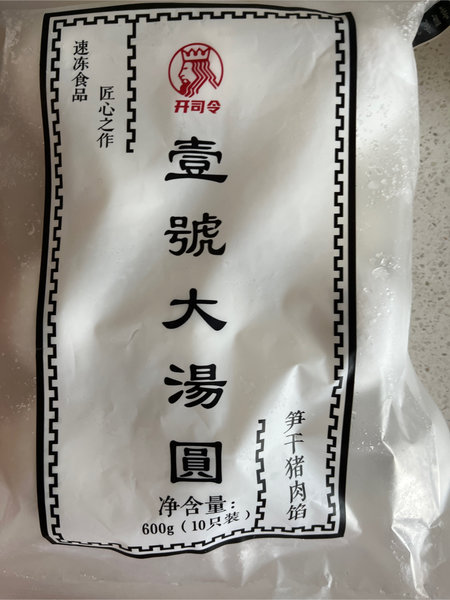 速冻食品
匠心之作
开司令
壹號大湯圓
笋干猪肉馅
净含量:
600g(10只装)